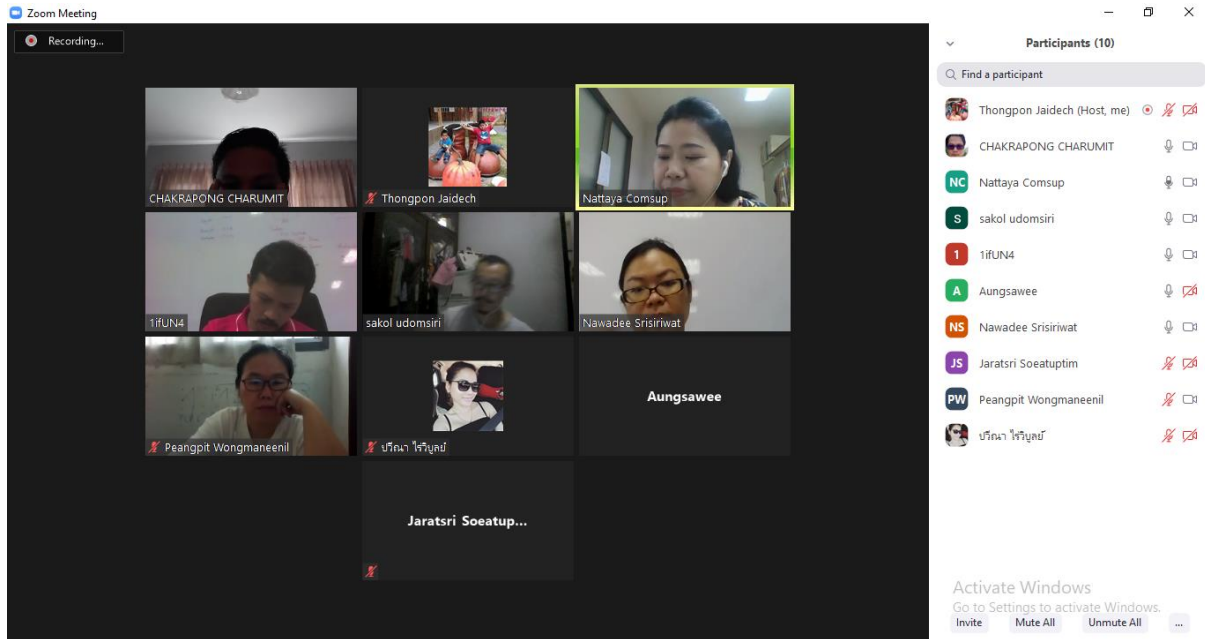 Zoom Meeting
Recording...
CHAKRAPONG CHARUMIT
Thongpon Jaidech
Nattaya Comsup
1ifUN4
sakol udomsiri
Nawadee Srisiriwat
Peangpit Wongmaneenil
ปวีณา ไร่วิบูลย์
Aungsawee
Jaratsri Soeatup...
Participants (10)
Find a participant
Thongpon Jaidech (Host, me)
CHAKRAPONG CHARUMIT
NC Nattaya Comsup
S sakol udomsiri
1 1ifUN4
A Aungsawee
NS Nawadee Srisiriwat
JS Jaratsri Soeatuptim
PW Peangpit Wongmaneenil
ปวีณา ไร่วิบูลย์
Activate Windows
Go to Settings to activate Windows.
Invite Mute All Unmute All ...